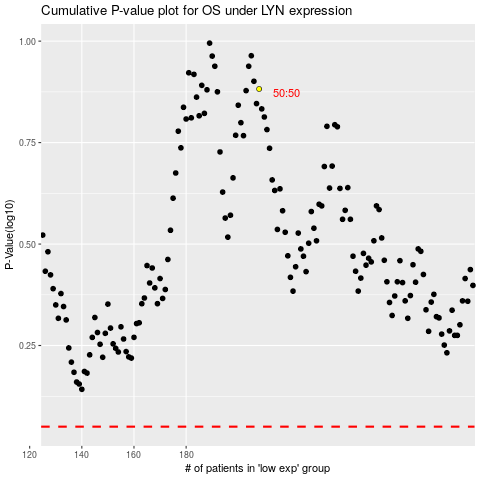 Cumulative P-value plot for OS under LYN expression
1.00
50:50
0.75
0.50
0.25
P-Value(log10)
120 140 160 180
# of patients in 'low exp' group